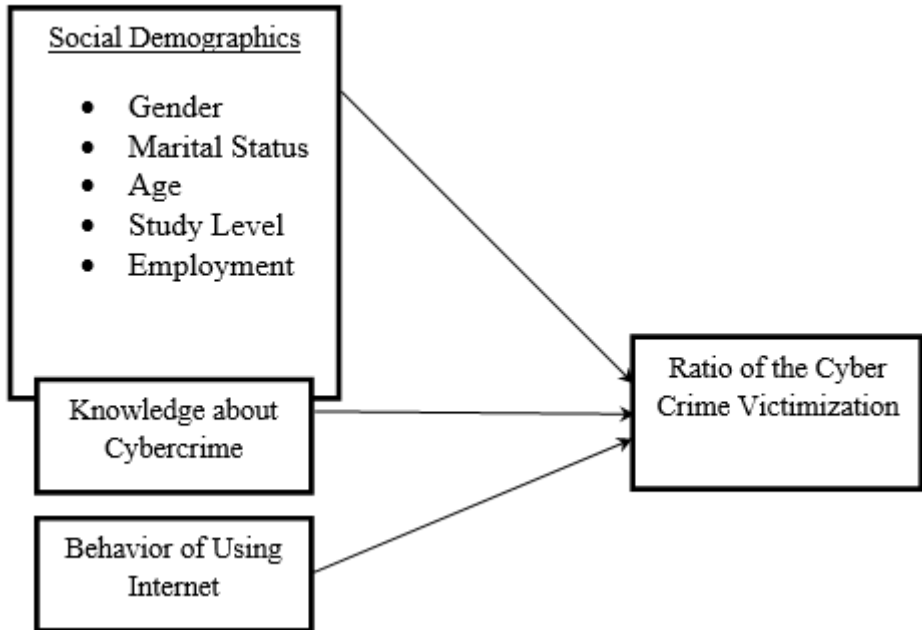 Social Demographics
• Gender
• Marital Status
• Age
• Study Level
• Employment
Knowledge about
Cybercrime
Behavior of Using
Internet
Ratio of the Cyber
Crime Victimization